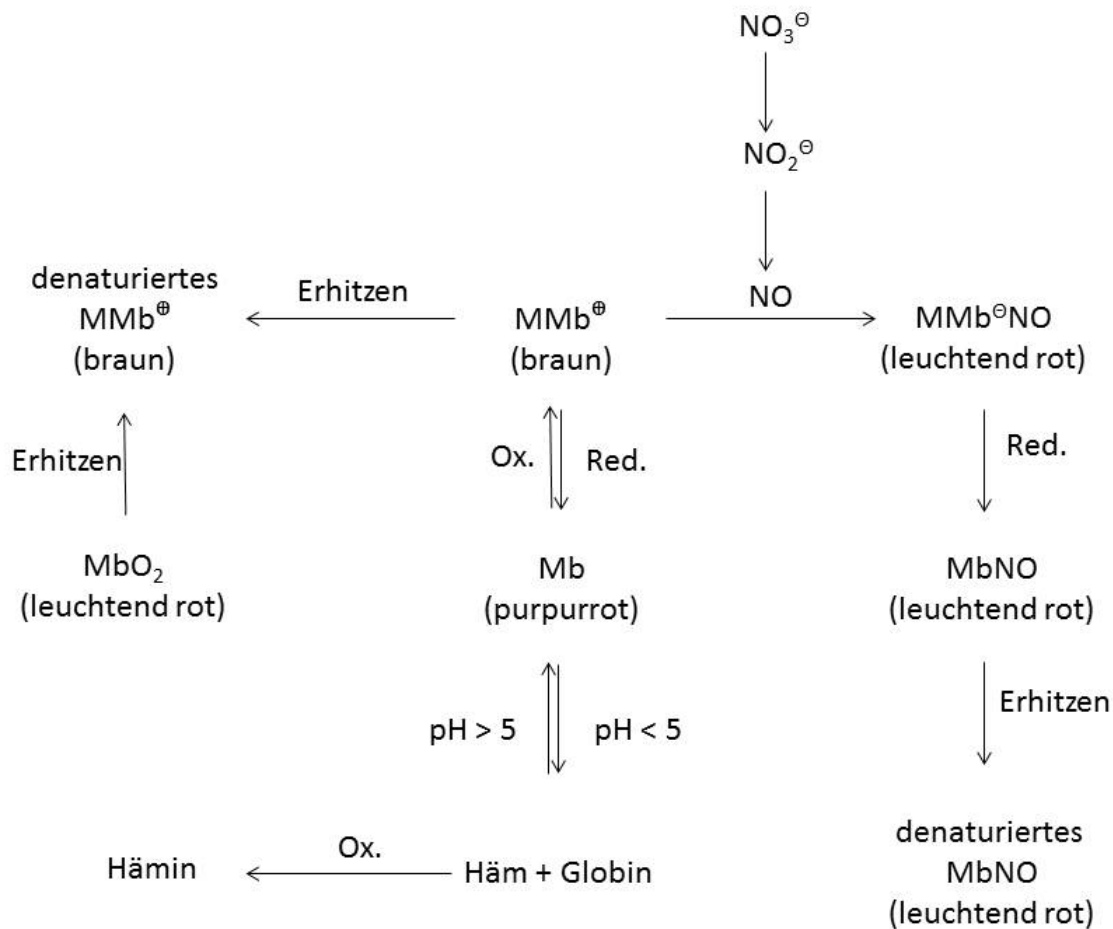 NO₃⊖
NO₂⊖
denaturiertes
MMb⊕
(braun)
Erhitzen
MMb⊕
(braun)
NO
MMb⊖NO
(leuchtend rot)
Erhitzen
Ox.
Red.
Red.
MbO₂
(leuchtend rot)
Mb
(purpurrot)
MbNO
(leuchtend rot)
pH > 5
pH < 5
Erhitzen
Hämin
Ox.
Häm + Globin
denaturiertes
MbNO
(leuchtend rot)